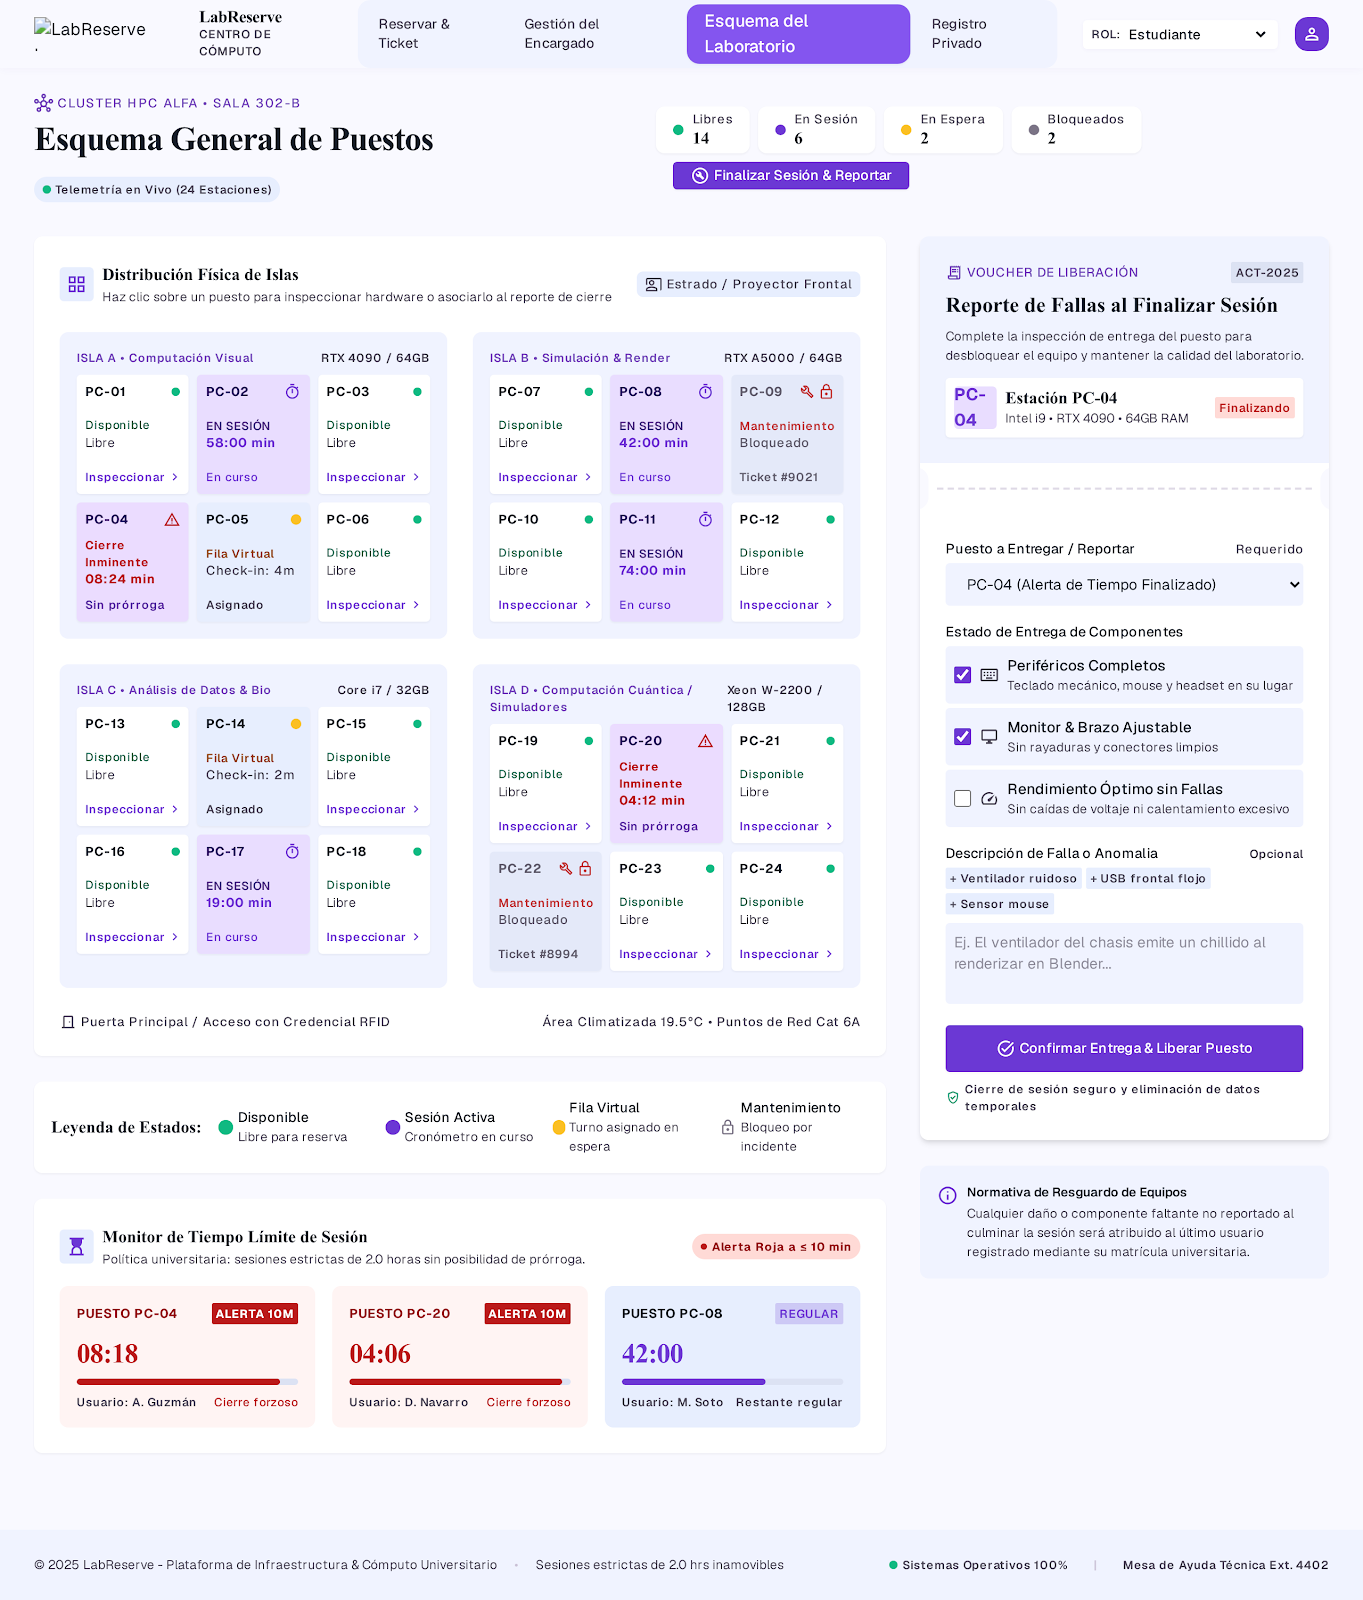 LabReserve
.
LabReserve
CENTRO DE
CÓMPUTO
Reservar &
Ticket
Gestión del
Encargado
Esquema del
Laboratorio
Registro
Privado
ROL: Estudiante
CLUSTER HPC ALFA • SALA 302-B
Esquema General de Puestos
Telemetría en Vivo (24 Estaciones)
Libres
14
En Sesión
6
En Espera
2
Bloqueados
2
Finalizar Sesión & Reportar
Distribución Física de Islas
Haz clic sobre un puesto para inspeccionar hardware o asociarlo al reporte de cierre
Estrado / Proyector Frontal
ISLA A • Computación Visual RTX 4090 / 64GB
PC-01
Disponible
Libre
Inspeccionar
PC-02
EN SESIÓN
58:00 min
En curso
PC-03
Disponible
Libre
Inspeccionar
PC-04
Cierre
Inminente
08:24 min
Sin prórroga
PC-05
Fila Virtual
Check-in: 4m
Asignado
PC-06
Disponible
Libre
Inspeccionar
ISLA B • Simulación & Render RTX A5000 / 64GB
PC-07
Disponible
Libre
Inspeccionar
PC-08
EN SESIÓN
42:00 min
En curso
PC-09
Mantenimiento
Bloqueado
Ticket #9021
PC-10
Disponible
Libre
Inspeccionar
PC-11
EN SESIÓN
74:00 min
En curso
PC-12
Disponible
Libre
Inspeccionar
ISLA C • Análisis de Datos & Bio Core i7 / 32GB
PC-13
Disponible
Libre
Inspeccionar
PC-14
Fila Virtual
Check-in: 2m
Asignado
PC-15
Disponible
Libre
Inspeccionar
PC-16
Disponible
Libre
Inspeccionar
PC-17
EN SESIÓN
19:00 min
En curso
PC-18
Disponible
Libre
Inspeccionar
ISLA D • Computación Cuántica /
Simuladores
Xeon W-2200 /
128GB
PC-19
Disponible
Libre
Inspeccionar
PC-20
Cierre
Inminente
04:12 min
Sin prórroga
PC-21
Disponible
Libre
Inspeccionar
PC-22
Mantenimiento
Bloqueado
Ticket #8994
PC-23
Disponible
Libre
Inspeccionar
PC-24
Disponible
Libre
Inspeccionar
Puerta Principal / Acceso con Credencial RFID
Área Climatizada 19.5°C • Puntos de Red Cat 6A
Leyenda de Estados:
Disponible
Libre para reserva
Sesión Activa
Cronómetro en curso
Fila Virtual
Turno asignado en
espera
Mantenimiento
Bloqueo por
incidente
Monitor de Tiempo Límite de Sesión
Política universitaria: sesiones estrictas de 2.0 horas sin posibilidad de prórroga.
Alerta Roja a ≤ 10 min
PUESTO PC-04 ALERTA 10M
08:18
Usuario: A. Guzmán Cierre forzoso
PUESTO PC-20 ALERTA 10M
04:06
Usuario: D. Navarro Cierre forzoso
PUESTO PC-08 REGULAR
42:00
Usuario: M. Soto Restante regular
VOUCHER DE LIBERACIÓN ACT-2025
Reporte de Fallas al Finalizar Sesión
Complete la inspección de entrega del puesto para
desbloquear el equipo y mantener la calidad del laboratorio.
PC-
04
Estación PC-04
Intel i9 • RTX 4090 • 64GB RAM
Finalizando
Puesto a Entregar / Reportar Requerido
PC-04 (Alerta de Tiempo Finalizado)
Estado de Entrega de Componentes
Periféricos Completos
Teclado mecánico, mouse y headset en su lugar
Monitor & Brazo Ajustable
Sin rayaduras y conectores limpios
Rendimiento Óptimo sin Fallas
Sin caídas de voltaje ni calentamiento excesivo
Descripción de Falla o Anomalía Opcional
+ Ventilador ruidoso + USB frontal flojo
+ Sensor mouse
Ej. El ventilador del chasis emite un chillido al
renderizar en Blender...
Confirmar Entrega & Liberar Puesto
Cierre de sesión seguro y eliminación de datos
temporales
Normativa de Resguardo de Equipos
Cualquier daño o componente faltante no reportado al
culminar la sesión será atribuido al último usuario
registrado mediante su matrícula universitaria.
© 2025 LabReserve - Plataforma de Infraestructura & Cómputo Universitario • Sesiones estrictas de 2.0 hrs inamovibles
Sistemas Operativos 100% | Mesa de Ayuda Técnica Ext. 4402